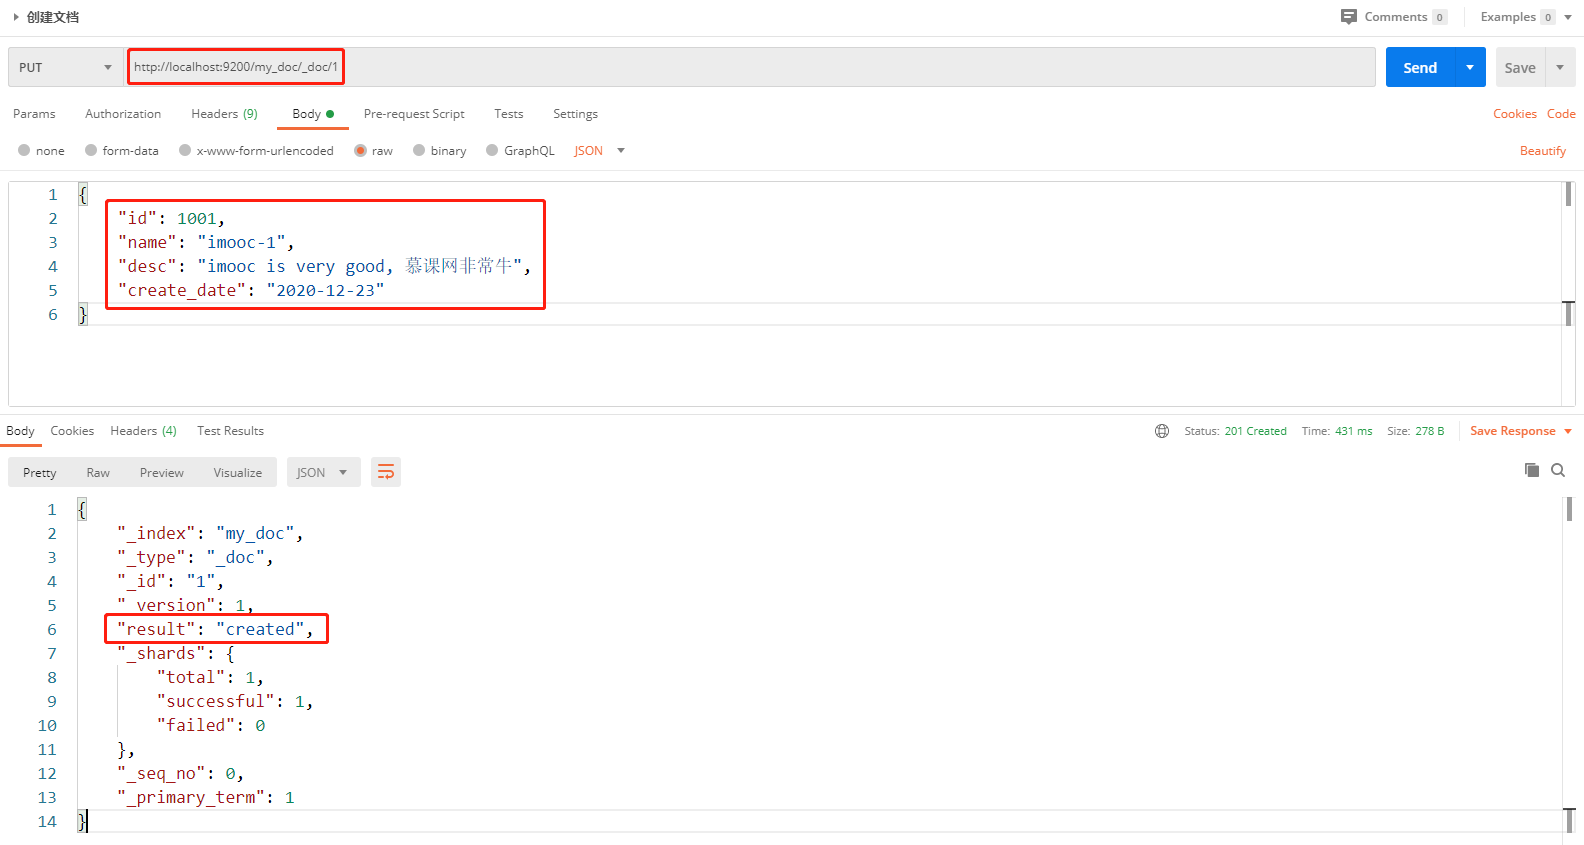 创建文档 Comments 0 Examples 0
PUT http://localhost:9200/my_doc/_doc/1 Send Save
Params Authorization Headers (9) Body Pre-request Script Tests Settings Cookies Code
none form-data x-www-form-urlencoded raw binary GraphQL JSON Beautify
1 {
2 "id": 1001,
3 "name": "imooc-1",
4 "desc": "imooc is very good, 慕课网非常牛",
5 "create_date": "2020-12-23"
6 }
Body Cookies Headers (4) Test Results Status: 201 Created Time: 431 ms Size: 278 B Save Response
Pretty Raw Preview Visualize JSON
1 {
2 "_index": "my_doc",
3 "_type": "_doc",
4 "_id": "1",
5 "_version": 1,
6 "result": "created",
7 "_shards": {
8 "total": 1,
9 "successful": 1,
10 "failed": 0
11 },
12 "_seq_no": 0,
13 "_primary_term": 1
14 }